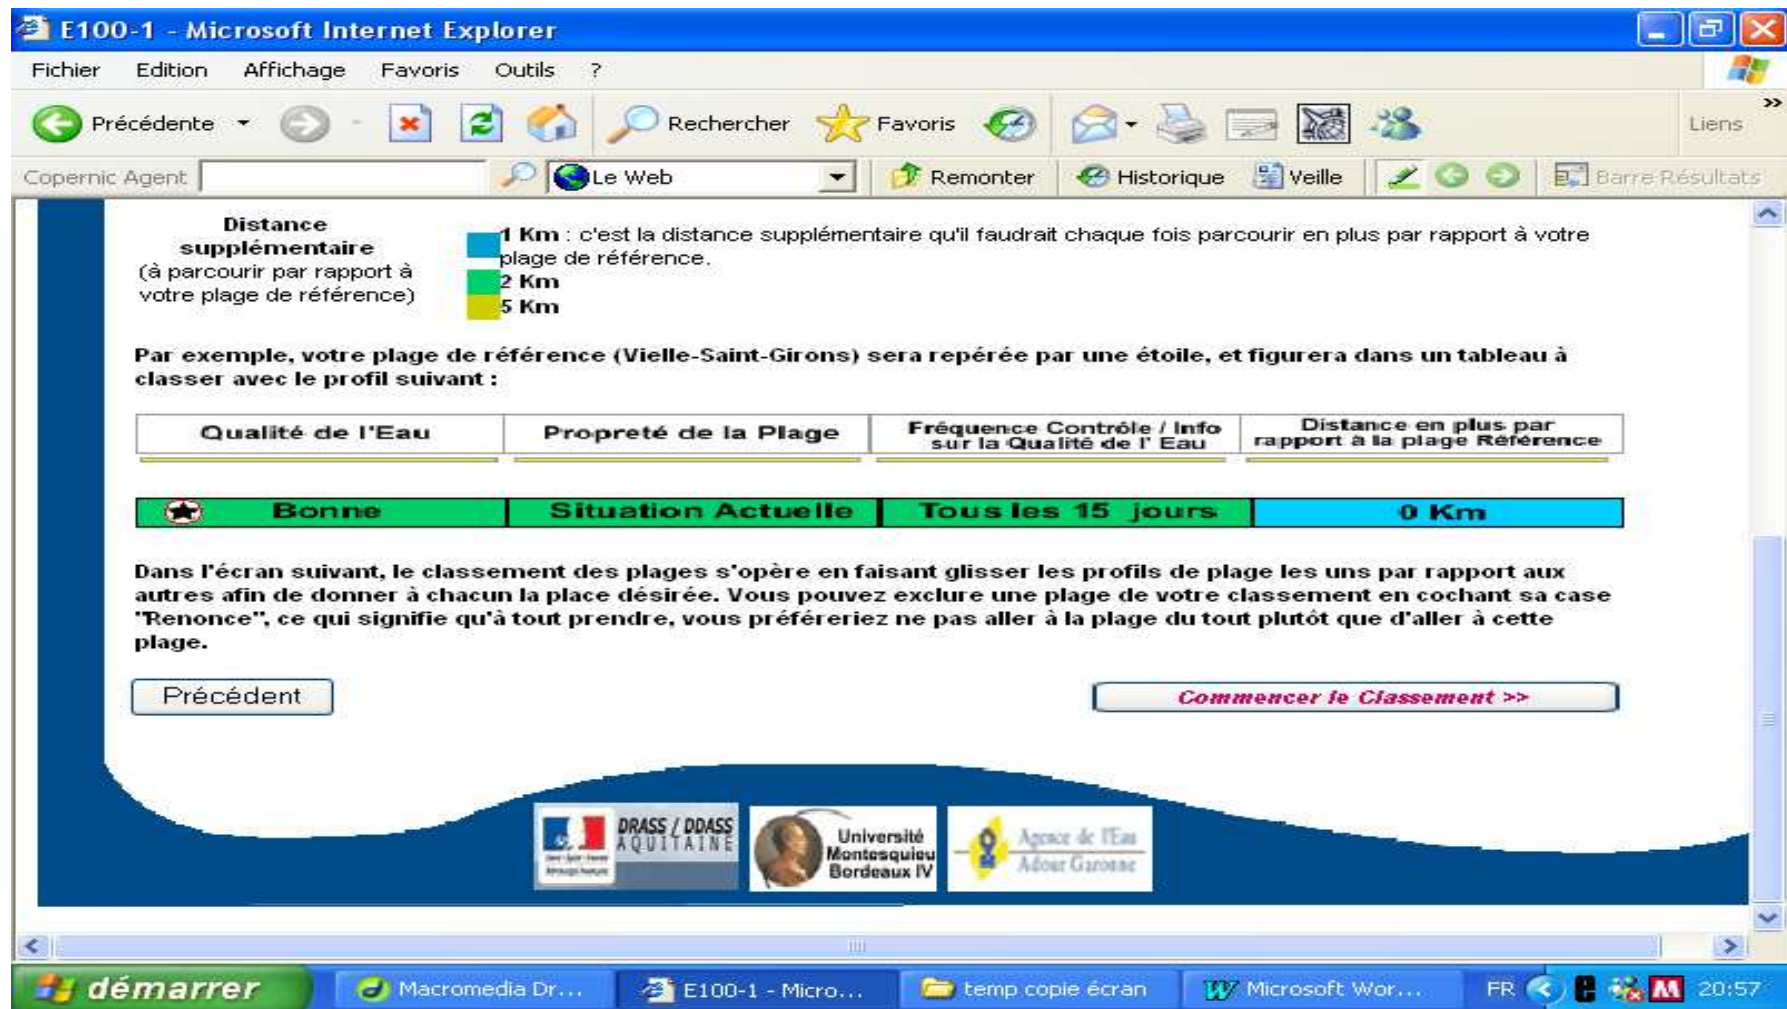 E100-1 - Microsoft Internet Explorer
Fichier Edition Affichage Favoris Outils ?
Précédente Rechercher Favoris Liens
Copernic Agent Le Web Remonter Historique Veille Barre Résultats
Distance
supplémentaire
(à parcourir par rapport à
votre plage de référence)
1 Km : c'est la distance supplémentaire qu'il faudrait chaque fois parcourir en plus par rapport à votre
plage de référence.
2 Km
5 Km
Par exemple, votre plage de référence (Vielle-Saint-Girons) sera repérée par une étoile, et figurera dans un tableau à
classer avec le profil suivant :
Qualité de l'Eau
Propreté de la Plage
Fréquence Contrôle / Info
sur la Qualité de l' Eau
Distance en plus par
rapport à la plage Référence
Bonne Situation Actuelle Tous les 15 jours 0 Km
Dans l'écran suivant, le classement des plages s'opère en faisant glisser les profils de plage les uns par rapport aux
autres afin de donner à chacun la place désirée. Vous pouvez exclure une plage de votre classement en cochant sa case
"Renonce", ce qui signifie qu'à tout prendre, vous préféreriez ne pas aller à la plage du tout plutôt que d'aller à cette
plage.
Précédent Commencer le Classement >>
DRASS / DDASS
AQUITAINE
Université
Montesquieu
Bordeaux IV
Agence de l'Eau
Adour Garonne
démarrer Macromedia Dr... E100-1 - Micro... temp copie écran Microsoft Wor... FR 20:57